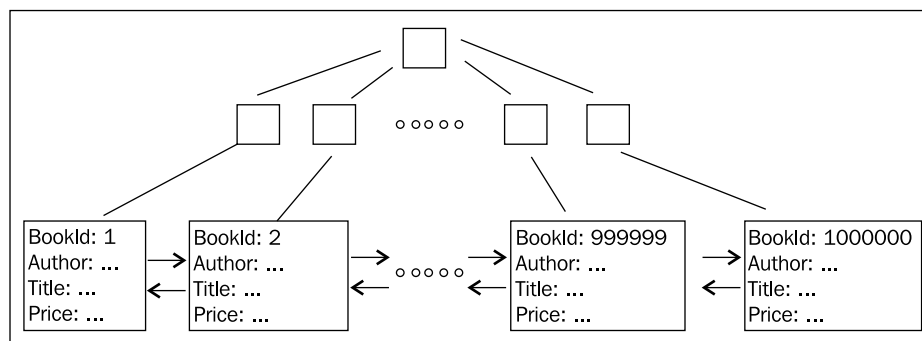 BookId: 1
Author: ...
Title: ...
Price: ...
BookId: 2
Author: ...
Title: ...
Price: ...
BookId: 999999
Author: ...
Title: ...
Price: ...
BookId: 1000000
Author: ...
Title: ...
Price: ...